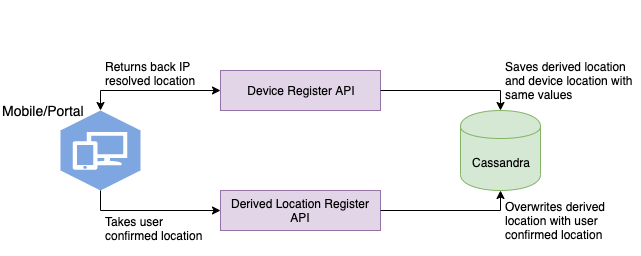 Returns back IP
resolved location
Device Register API
Saves derived location
and device location with
same values
Mobile/Portal
Cassandra
Takes user
confirmed location
Derived Location Register
API
Overwrites derived
location with user
confirmed location